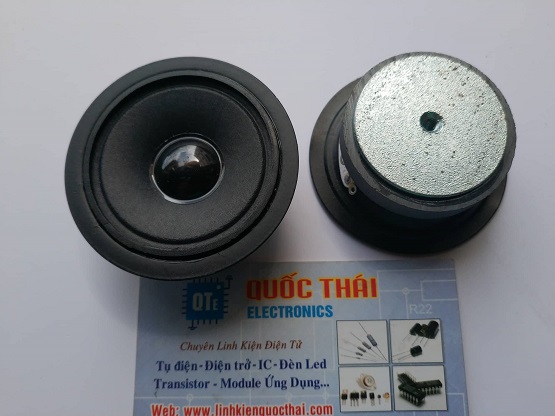 QTE
QUỐC THÁI
ELECTRONICS
R22
Chuyên Linh Kiện Điện Tử
Tụ điện-Điện trở-IC-Đèn Led
Transistor - Module Ứng Dụng...
Web: www.linhkienquocthai.com